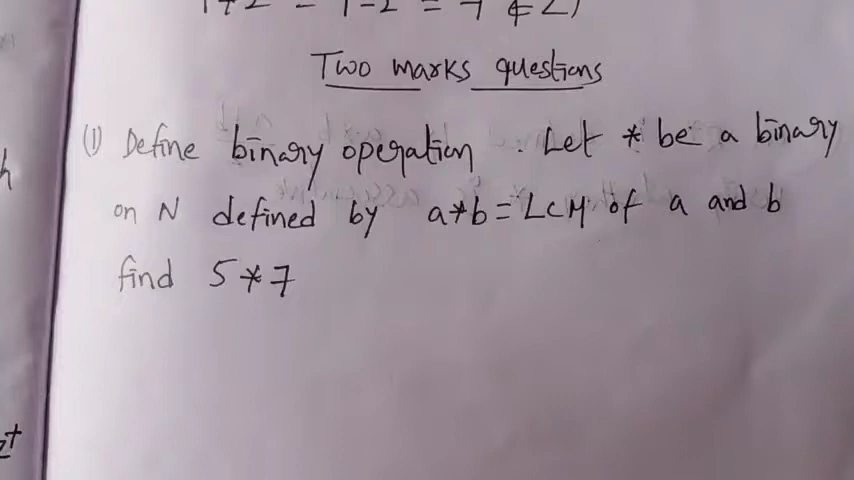 Two marks questions
(1) Define binary operation . Let * be a binary
on N defined by a*b = LCM of a and b
find 5*7